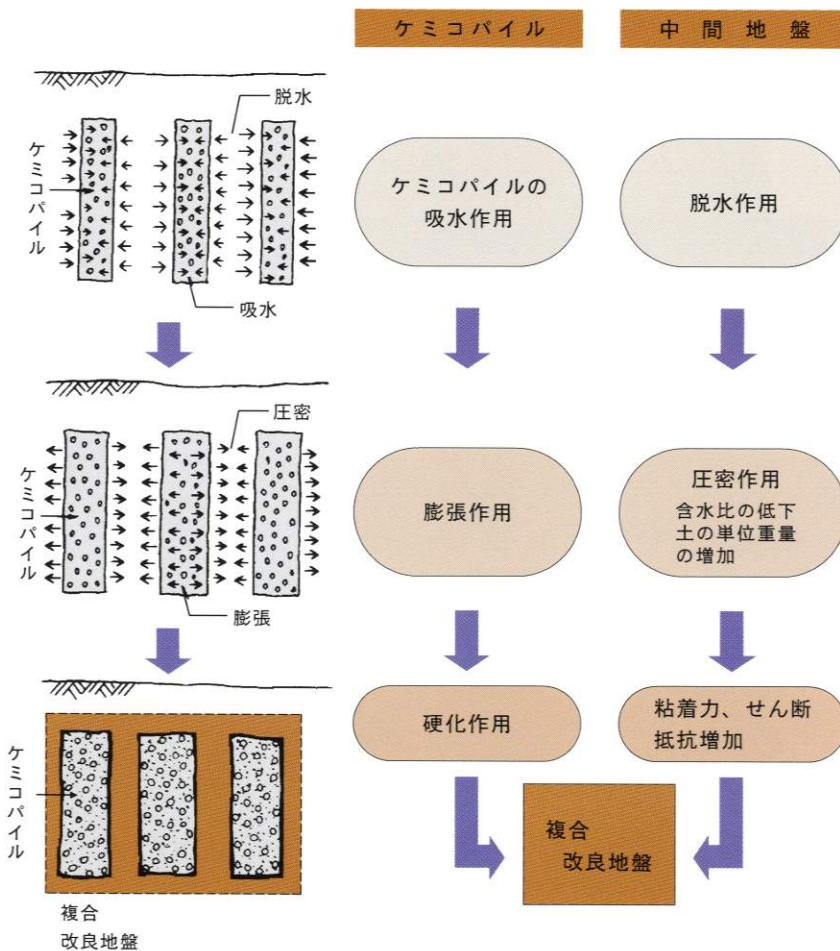 ケミコパイル
中間地盤
脱水
ケミコパイル
吸水
ケミコパイルの
吸水作用
脱水作用
圧密
ケミコパイル
膨張
膨張作用
圧密作用
含水比の低下
土の単位重量
の増加
ケミコパイル
複合
改良地盤
硬化作用
粘着力、せん断
抵抗増加
複合
改良地盤